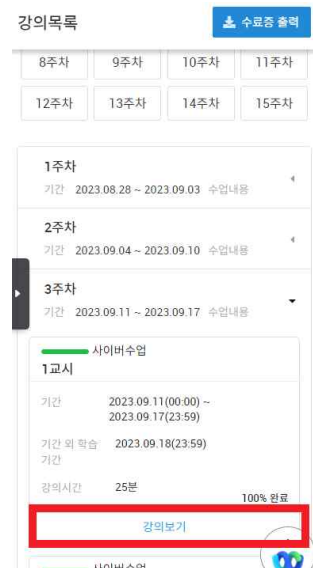 강의목록
수료증 출력
8주차 9주차 10주차 11주차
12주차 13주차 14주차 15주차
1주차
기간 2023.08.28 ~ 2023.09.03 수업내용
2주차
기간 2023.09.04 ~ 2023.09.10 수업내용
3주차
기간 2023.09.11 ~ 2023.09.17 수업내용
사이버수업
1교시
기간 2023.09.11(00:00) ~
2023.09.17(23:59)
기간 외 학습 2023.09.18(23:59)
기간
강의시간 25분
100% 완료
강의보기
사이버수업